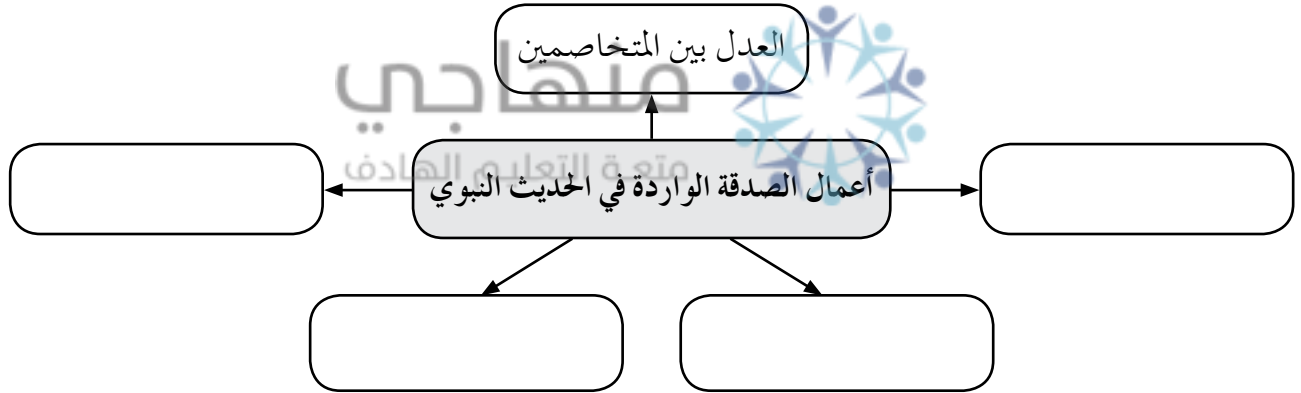 العدل بين المتخاصمين
منهاجي
متعة التعليم الهادف
أعمال الصدقة الواردة في الحديث النبوي